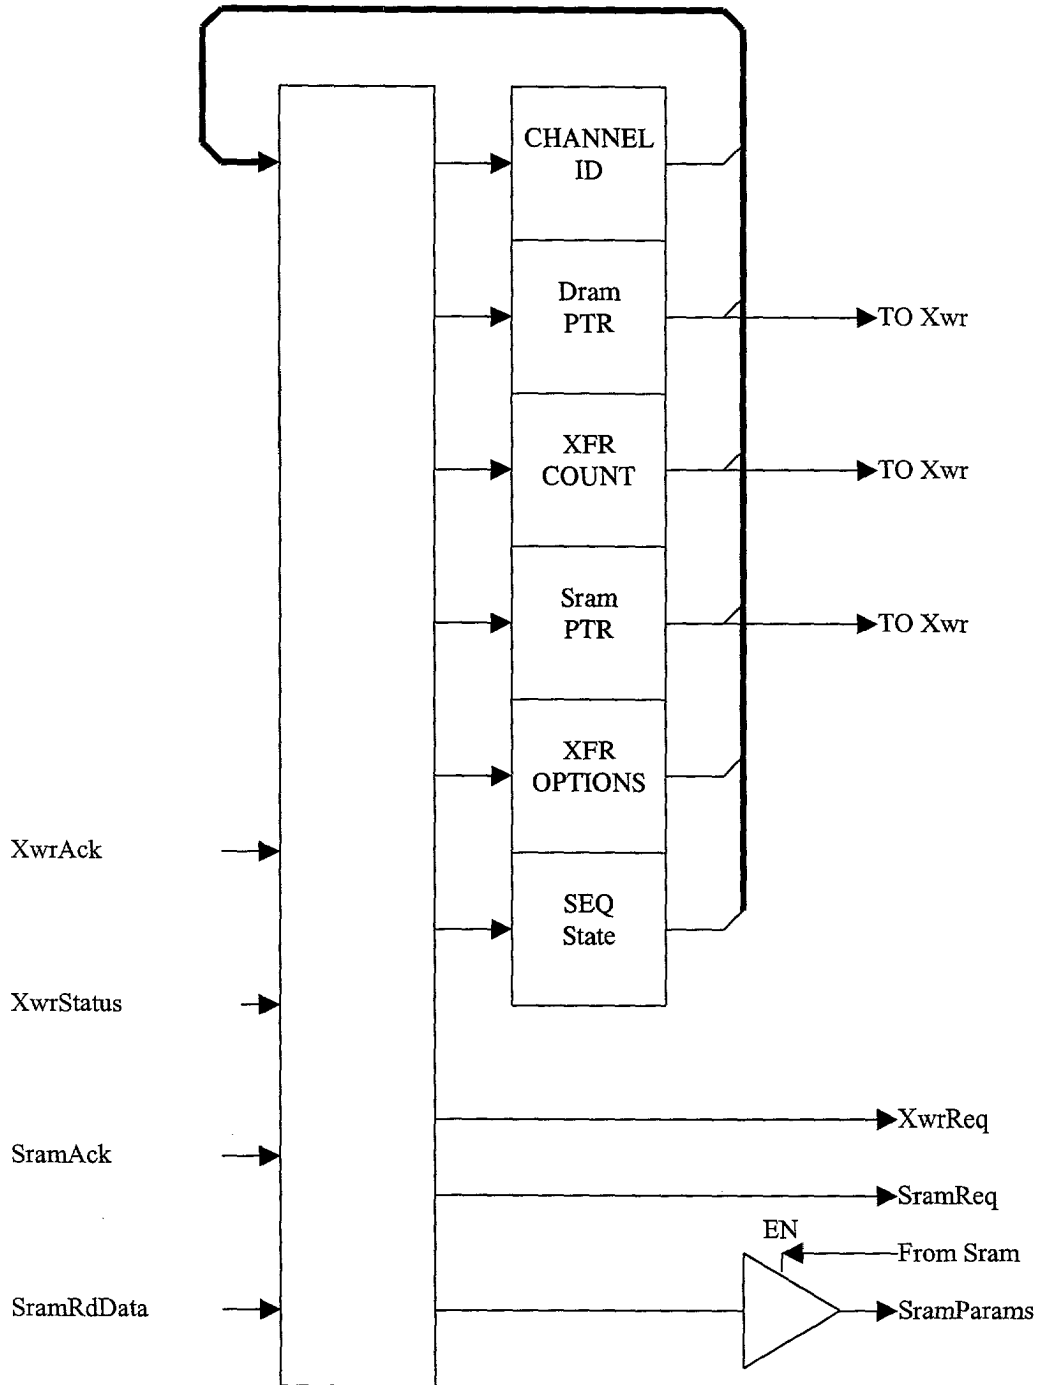 CHANNEL
ID
Dram
PTR
TO Xwr
XFR
COUNT
TO Xwr
Sram
PTR
TO Xwr
XFR
OPTIONS
XwrAck
SEQ
State
XwrStatus
XwrReq
SramAck
SramReq
EN
From Sram
SramRdData
SramParams